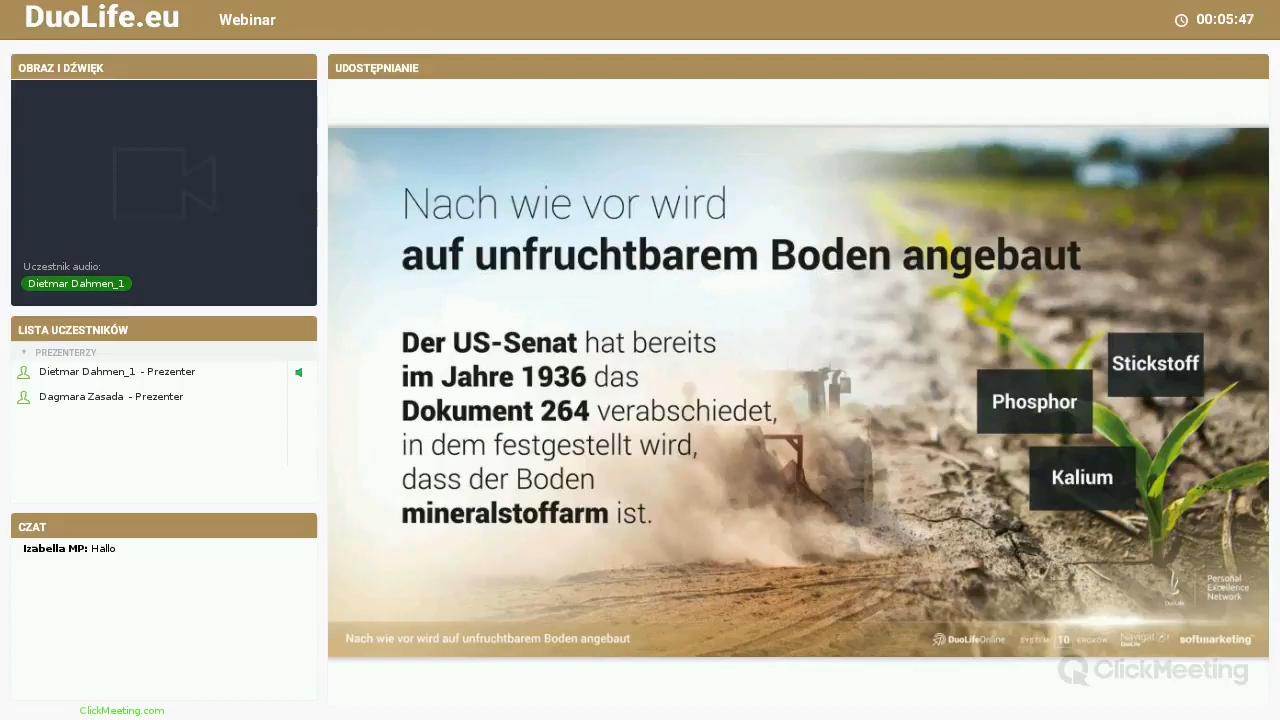 DuoLife.eu
Webinar
00:05:47
OBRAZ I DŹWIĘK
Uczestnik audio:
Dietmar Dahmen_1
LISTA UCZESTNIKÓW
PREZENTERZY
Dietmar Dahmen_1 - Prezenter
Dagmara Zasada - Prezenter
CZAT
Izabella MP: Hallo
ClickMeeting.com
UDOSTĘPNIANIE
Nach wie vor wird
auf unfruchtbarem Boden angebaut
Der US-Senat hat bereits
im Jahre 1936 das
Dokument 264 verabschiedet,
in dem festgestellt wird,
dass der Boden
mineralstoffarm ist.
Stickstoff
Phosphor
Kalium
DuoLife
Personal
Excellence
Network
Nach wie vor wird auf unfruchtbarem Boden angebaut
DuoLifeOnline
SYSTEM 10 KROKÓW
Navigator
DuoLife
softmarketing
ClickMeeting